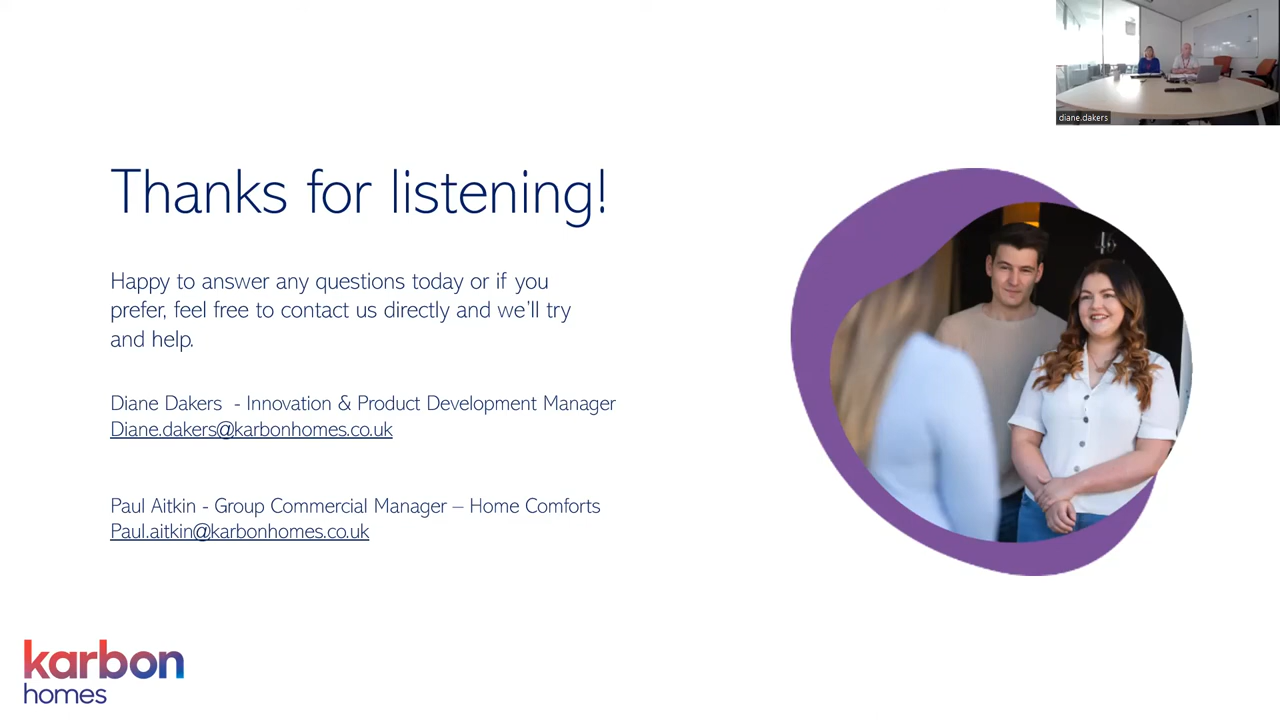 diane.dakers
Thanks for listening!
Happy to answer any questions today or if you
prefer, feel free to contact us directly and we'll try
and help.
Diane Dakers  - Innovation & Product Development Manager
Diane.dakers@karbonhomes.co.uk
Paul Aitkin - Group Commercial Manager – Home Comforts
Paul.aitkin@karbonhomes.co.uk
karbon
homes